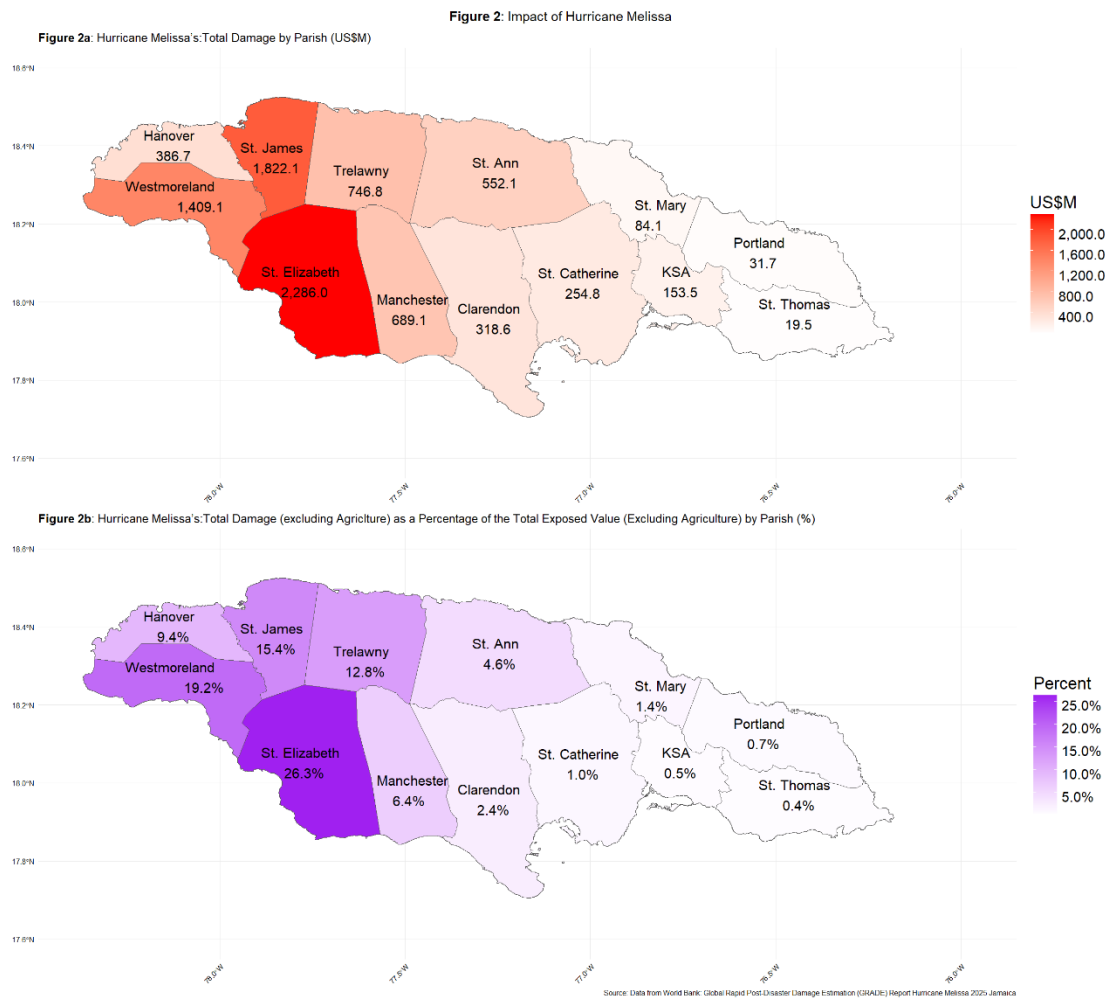 Figure 2: Impact of Hurricane Melissa
Figure 2a: Hurricane Melissa's:Total Damage by Parish (US$M)
18.6°N
18.4°N
18.2°N
18.0°N
17.8°N
17.6°N
Hanover
386.7
St. James
1,822.1
Westmoreland
1,409.1
Trelawny
746.8
St. Ann
552.1
St. Elizabeth
2,286.0
Manchester
689.1
Clarendon
318.6
St. Catherine
254.8
St. Mary
84.1
KSA
153.5
Portland
31.7
St. Thomas
19.5
US$M
2,000.0
1,600.0
1,200.0
800.0
400.0
78.0°W
77.5°W
77.0°W
76.5°W
76.0°W
Figure 2b: Hurricane Melissa's:Total Damage (excluding Agriclture) as a Percentage of the Total Exposed Value (Excluding Agriculture) by Parish (%)
18.6°N
18.4°N
18.2°N
18.0°N
17.8°N
17.6°N
Hanover
9.4%
St. James
15.4%
Westmoreland
19.2%
Trelawny
12.8%
St. Ann
4.6%
St. Elizabeth
26.3%
Manchester
6.4%
Clarendon
2.4%
St. Catherine
1.0%
St. Mary
1.4%
KSA
0.5%
Portland
0.7%
St. Thomas
0.4%
Percent
25.0%
20.0%
15.0%
10.0%
5.0%
78.0°W
77.5°W
77.0°W
76.5°W
76.0°W
Source: Data from World Bank: Global Rapid Post-Disaster Damage Estimation (GRADE) Report Hurricane Melissa 2025 Jamaica